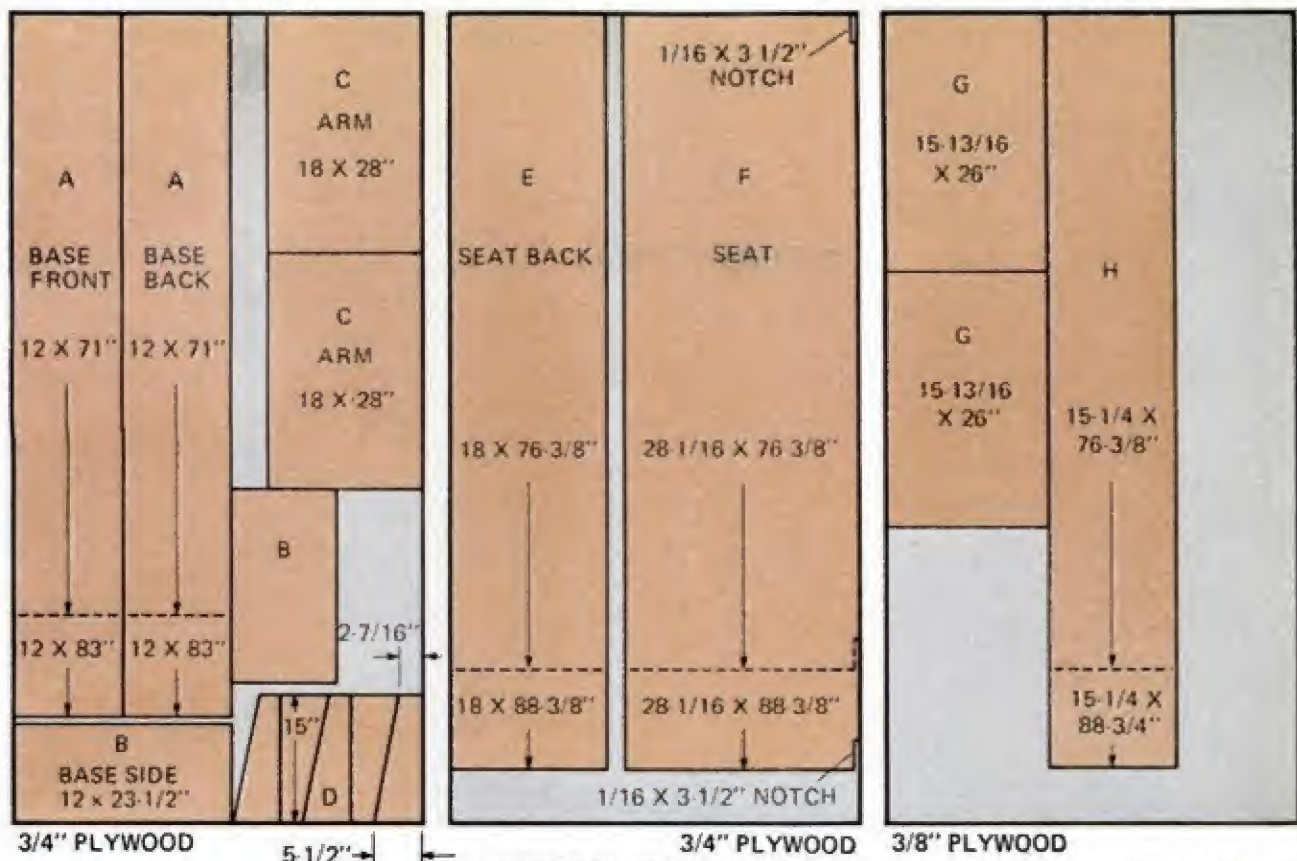 A
BASE
FRONT
12 X 71"
12 X 83"
A
BASE
BACK
12 X 71"
12 X 83"
C
ARM
18 X 28"
C
ARM
18 X 28"
B
2-7/16"
B
BASE SIDE
12 x 23-1/2"
15"
D
5-1/2"
3/4" PLYWOOD
E
SEAT BACK
18 X 76-3/8"
18 X 88-3/8"
1/16 X 3-1/2"
NOTCH
F
SEAT
28-1/16 X 76-3/8"
28-1/16 X 88-3/8"
1/16 X 3-1/2" NOTCH
3/4" PLYWOOD
G
15-13/16
X 26"
G
15-13/16
X 26"
H
15-1/4 X
76-3/8"
15-1/4 X
88-3/4"
3/8" PLYWOOD